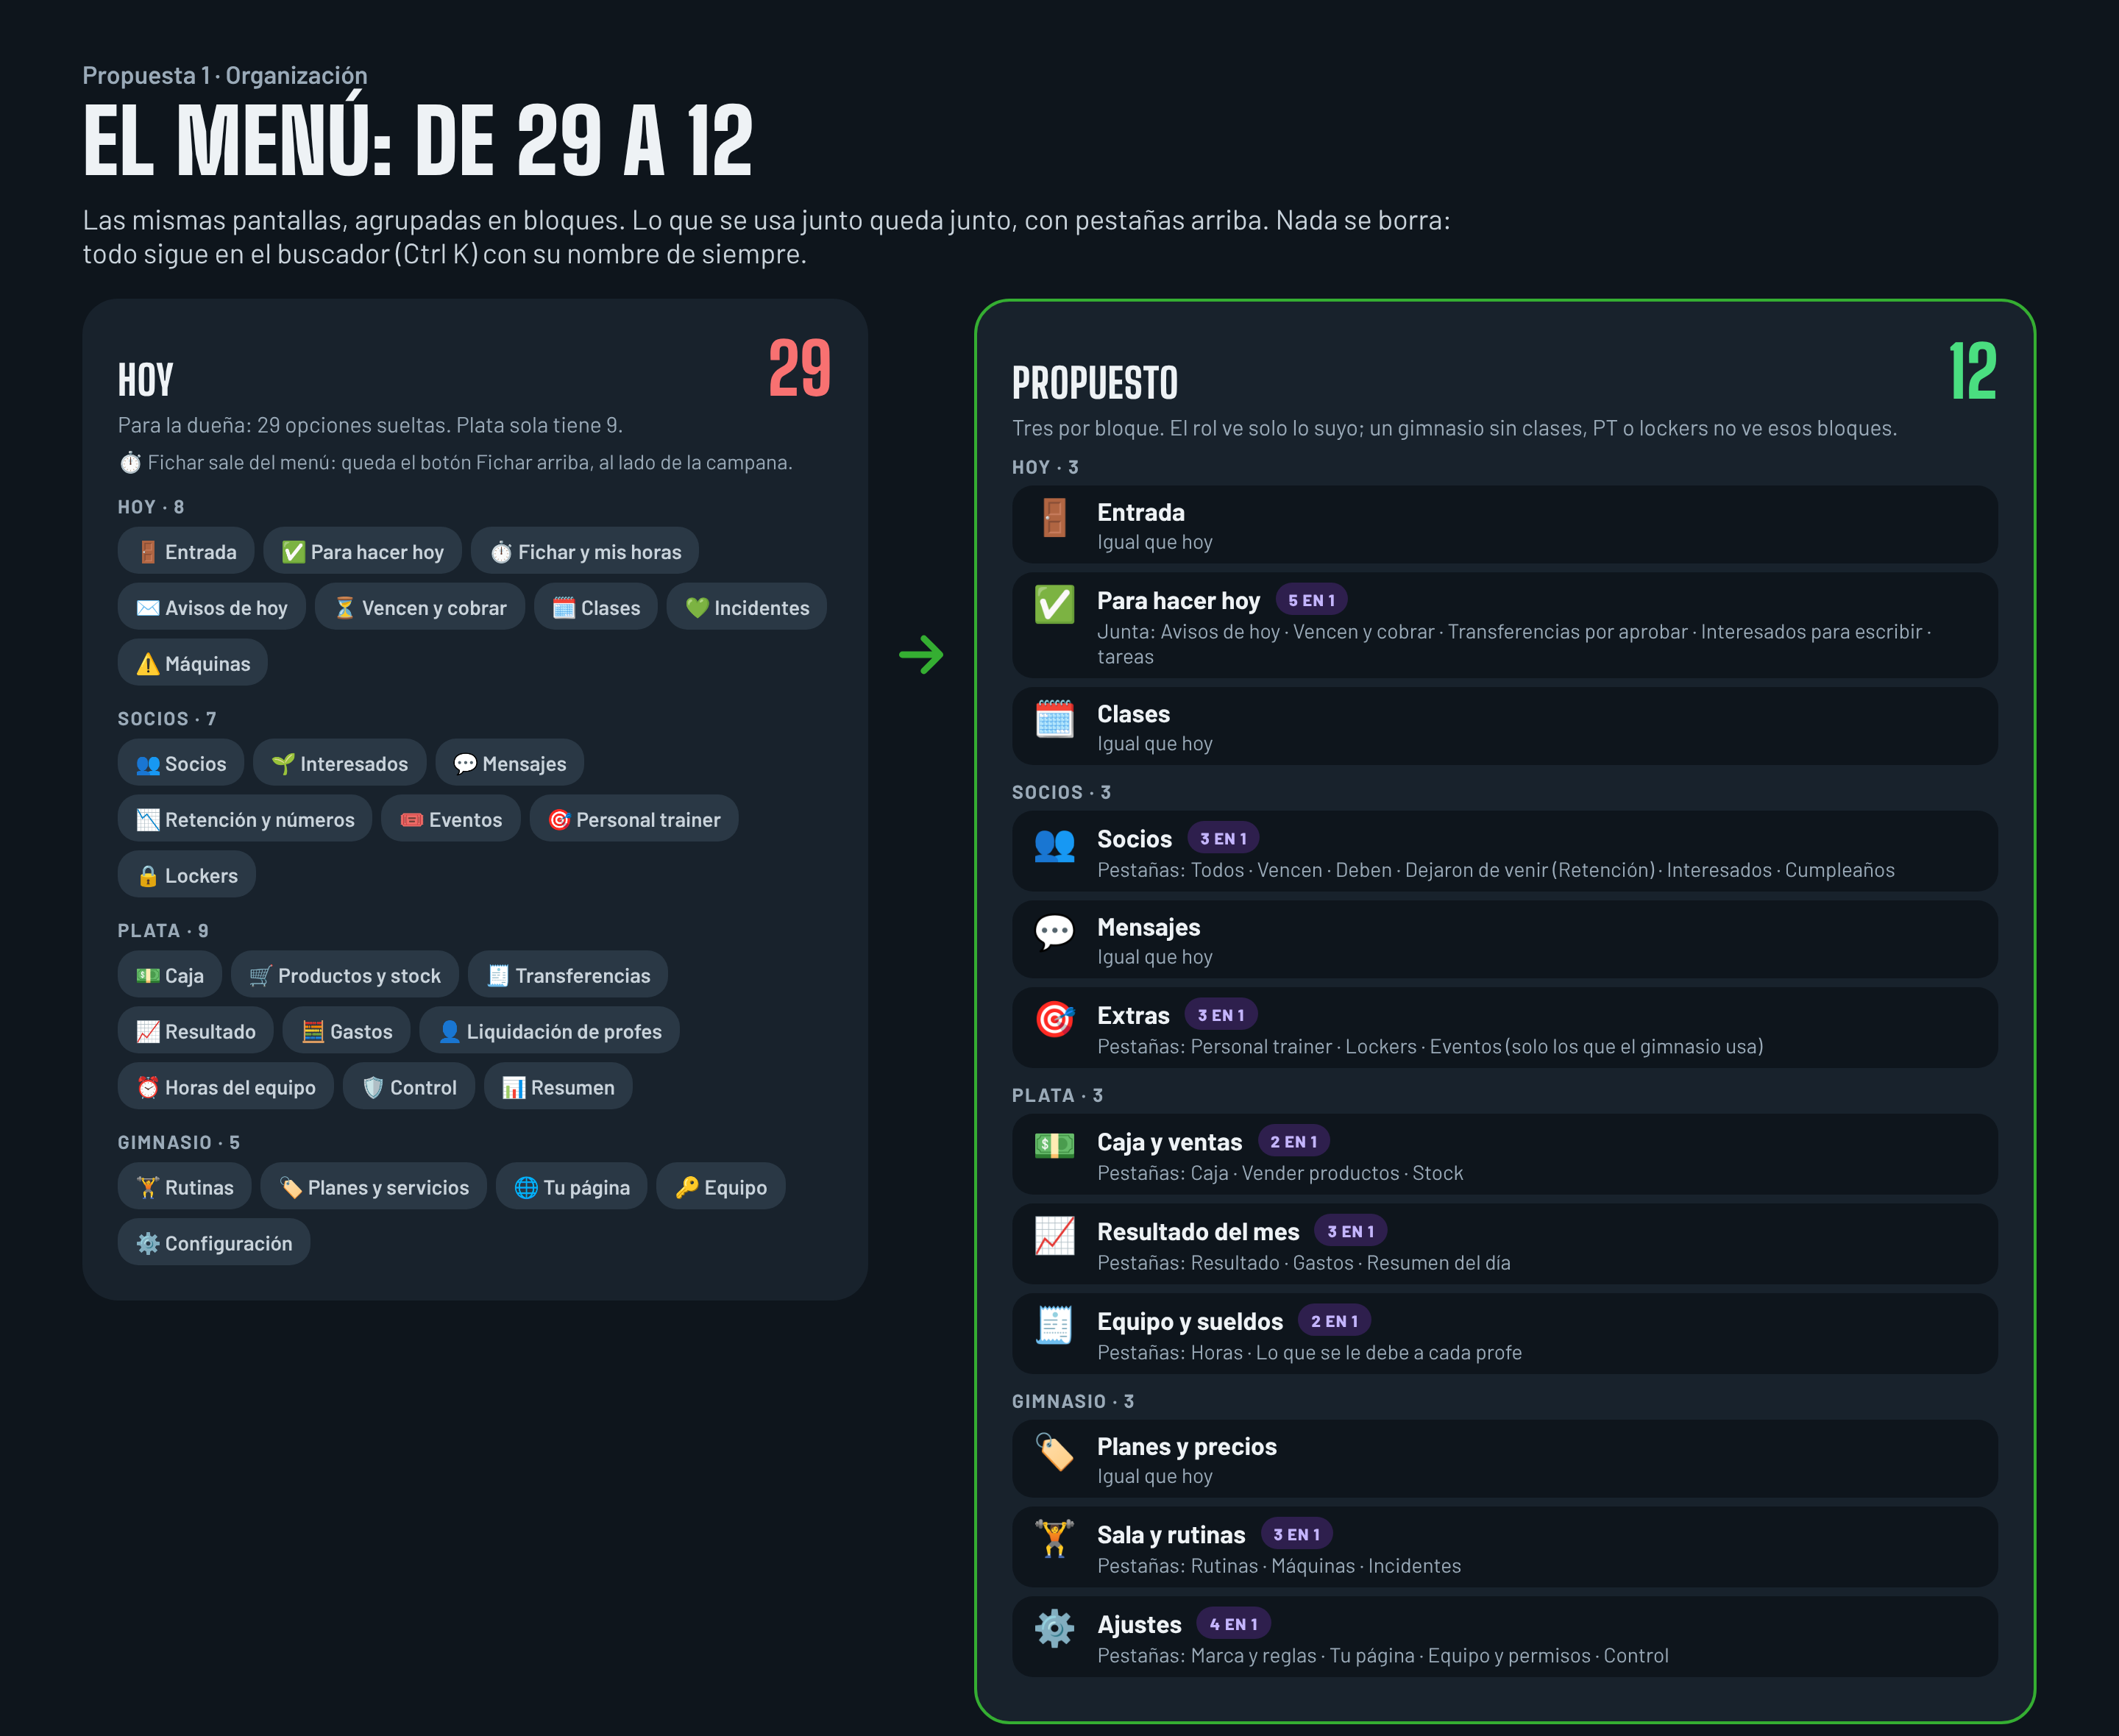 Propuesta 1 · Organización
EL MENÚ: DE 29 A 12
Las mismas pantallas, agrupadas en bloques. Lo que se usa junto queda junto, con pestañas arriba. Nada se borra:
todo sigue en el buscador (Ctrl K) con su nombre de siempre.
HOY
29
Para la dueña: 29 opciones sueltas. Plata sola tiene 9.
Fichar sale del menú: queda el botón Fichar arriba, al lado de la campana.
HOY · 8
Entrada
Para hacer hoy
Fichar y mis horas
Avisos de hoy
Vencen y cobrar
Clases
Incidentes
Máquinas
SOCIOS · 7
Socios
Interesados
Mensajes
Retención y números
Eventos
Personal trainer
Lockers
PLATA · 9
Caja
Productos y stock
Transferencias
Resultado
Gastos
Liquidación de profes
Horas del equipo
Control
Resumen
GIMNASIO · 5
Rutinas
Planes y servicios
Tu página
Equipo
Configuración
PROPUESTO
12
Tres por bloque. El rol ve solo lo suyo; un gimnasio sin clases, PT o lockers no ve esos bloques.
HOY · 3
Entrada
Igual que hoy
Para hacer hoy 5 EN 1
Junta: Avisos de hoy · Vencen y cobrar · Transferencias por aprobar · Interesados para escribir ·
tareas
Clases
Igual que hoy
SOCIOS · 3
Socios 3 EN 1
Pestañas: Todos · Vencen · Deben · Dejaron de venir (Retención) · Interesados · Cumpleaños
Mensajes
Igual que hoy
Extras 3 EN 1
Pestañas: Personal trainer · Lockers · Eventos (solo los que el gimnasio usa)
PLATA · 3
Caja y ventas 2 EN 1
Pestañas: Caja · Vender productos · Stock
Resultado del mes 3 EN 1
Pestañas: Resultado · Gastos · Resumen del día
Equipo y sueldos 2 EN 1
Pestañas: Horas · Lo que se le debe a cada profe
GIMNASIO · 3
Planes y precios
Igual que hoy
Sala y rutinas 3 EN 1
Pestañas: Rutinas · Máquinas · Incidentes
Ajustes 4 EN 1
Pestañas: Marca y reglas · Tu página · Equipo y permisos · Control